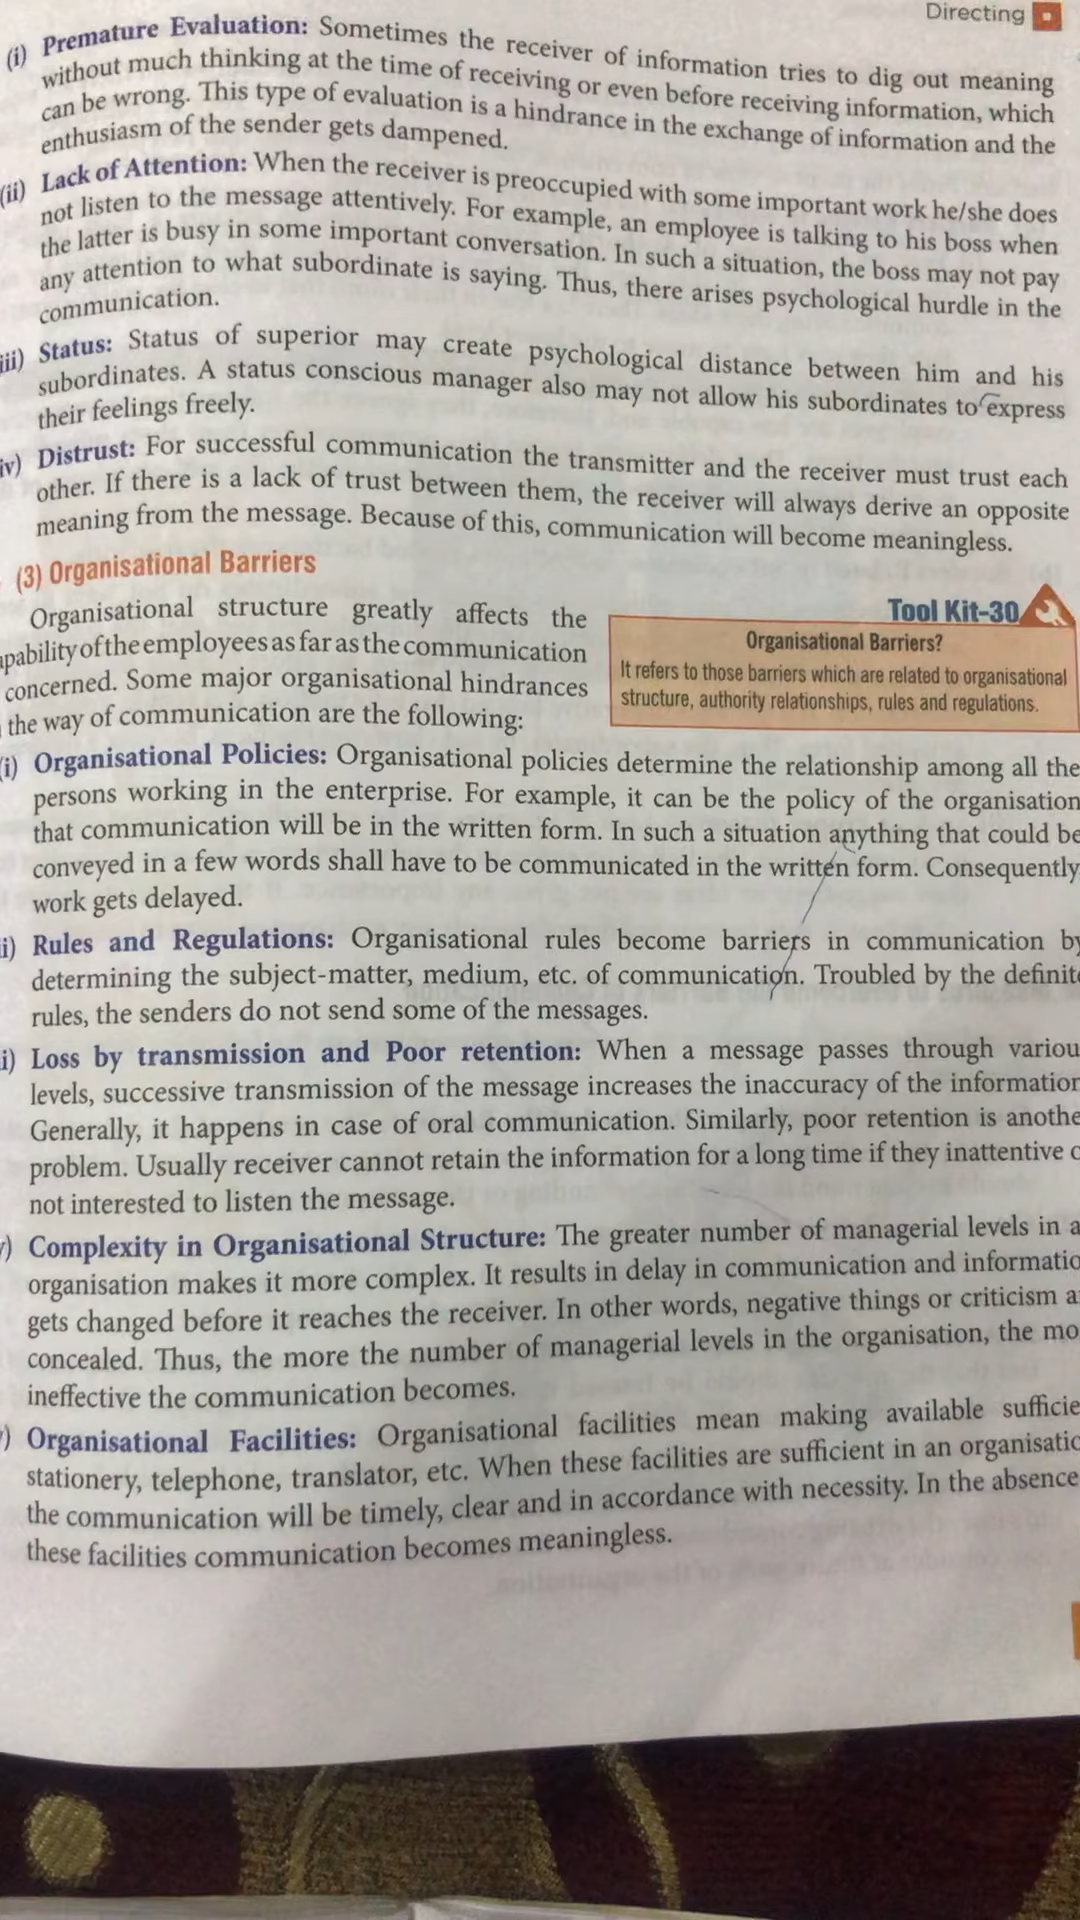 Directing
(i) Premature Evaluation: Sometimes the receiver of information tries to dig out meaning
without much thinking at the time of receiving or even before receiving information, which
can be wrong. This type of evaluation is a hindrance in the exchange of information and the
enthusiasm of the sender gets dampened.
(ii) Lack of Attention: When the receiver is preoccupied with some important work he/she does
not listen to the message attentively. For example, an employee is talking to his boss when
the latter is busy in some important conversation. In such a situation, the boss may not pay
any attention to what subordinate is saying. Thus, there arises psychological hurdle in the
communication.
iii) Status: Status of superior may create psychological distance between him and his
subordinates. A status conscious manager also may not allow his subordinates to express
their feelings freely.
iv) Distrust: For successful communication the transmitter and the receiver must trust each
other. If there is a lack of trust between them, the receiver will always derive an opposite
meaning from the message. Because of this, communication will become meaningless.
(3) Organisational Barriers
Organisational structure greatly affects the
apability of the employees as far as the communication
concerned. Some major organisational hindrances
the way of communication are the following:
Tool Kit-30
Organisational Barriers?
It refers to those barriers which are related to organisational
structure, authority relationships, rules and regulations.
i) Organisational Policies: Organisational policies determine the relationship among all the
persons working in the enterprise. For example, it can be the policy of the organisation
that communication will be in the written form. In such a situation anything that could be
conveyed in a few words shall have to be communicated in the written form. Consequently
work gets delayed.
i) Rules and Regulations: Organisational rules become barriers in communication by
determining the subject-matter, medium, etc. of communication. Troubled by the definite
rules, the senders do not send some of the messages.
i) Loss by transmission and Poor retention: When a message passes through variou
levels, successive transmission of the message increases the inaccuracy of the information
Generally, it happens in case of oral communication. Similarly, poor retention is anothe
problem. Usually receiver cannot retain the information for a long time if they inattentive o
not interested to listen the message.
) Complexity in Organisational Structure: The greater number of managerial levels in a
organisation makes it more complex. It results in delay in communication and informatio
gets changed before it reaches the receiver. In other words, negative things or criticism a
concealed. Thus, the more the number of managerial levels in the organisation, the mo
ineffective the communication becomes.
) Organisational Facilities: Organisational facilities mean making available sufficie
stationery, telephone, translator, etc. When these facilities are sufficient in an organisatio
the communication will be timely, clear and in accordance with necessity. In the absence
these facilities communication becomes meaningless.